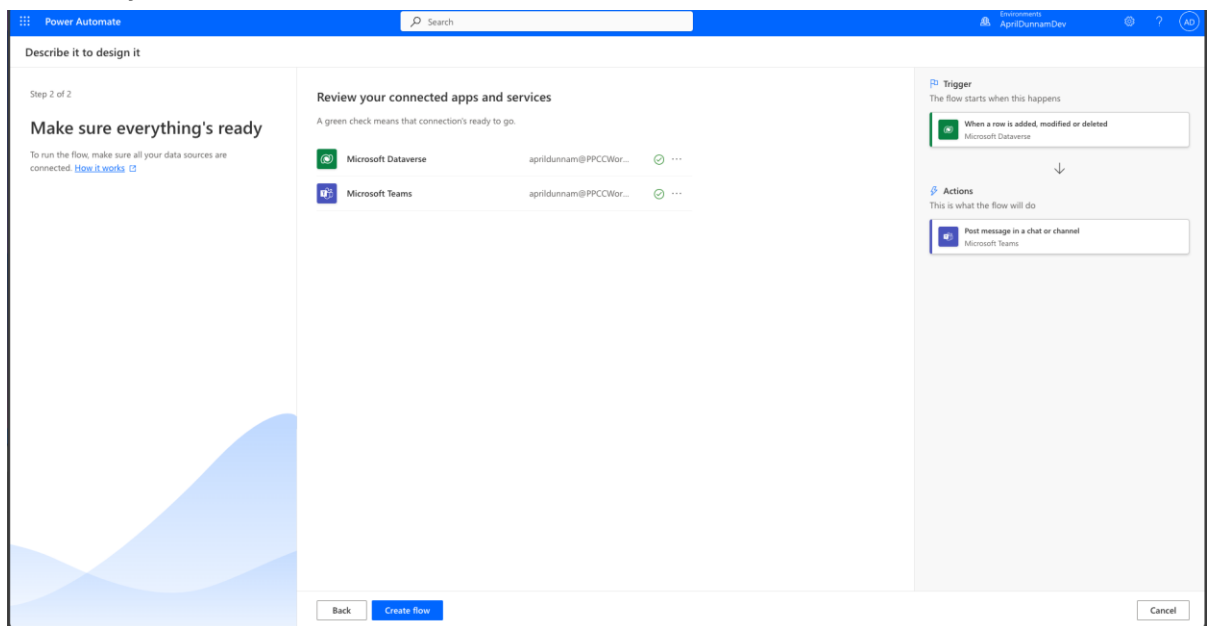 Power Automate
Search
Environments
AprilDunnamDev
?
AD
Describe it to design it
Step 2 of 2
Make sure everything's ready
To run the flow, make sure all your data sources are
connected. How it works
Review your connected apps and services
A green check means that connection's ready to go.
Microsoft Dataverse aprildunnam@PPCCWor... ...
Microsoft Teams aprildunnam@PPCCWor... ...
Trigger
The flow starts when this happens
When a row is added, modified or deleted
Microsoft Dataverse
Actions
This is what the flow will do
Post message in a chat or channel
Microsoft Teams
Back
Create flow
Cancel